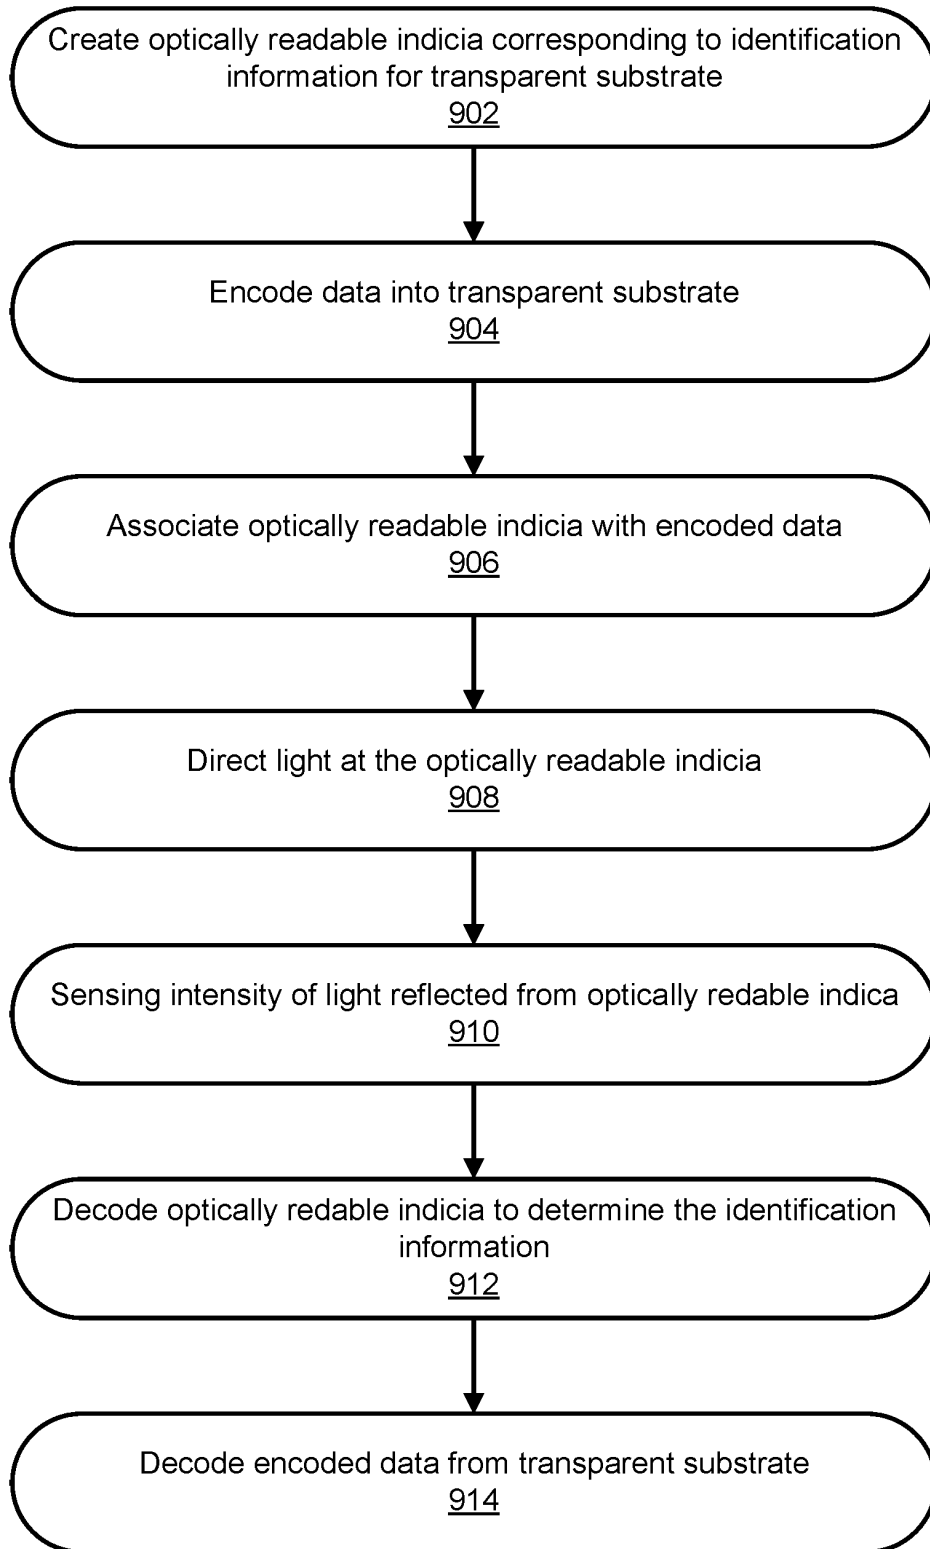 Create optically readable indicia corresponding to identification
information for transparent substrate
902
Encode data into transparent substrate
904
Associate optically readable indicia with encoded data
906
Direct light at the optically readable indicia
908
Sensing intensity of light reflected from optically redable indica
910
Decode optically redable indicia to determine the identification
information
912
Decode encoded data from transparent substrate
914